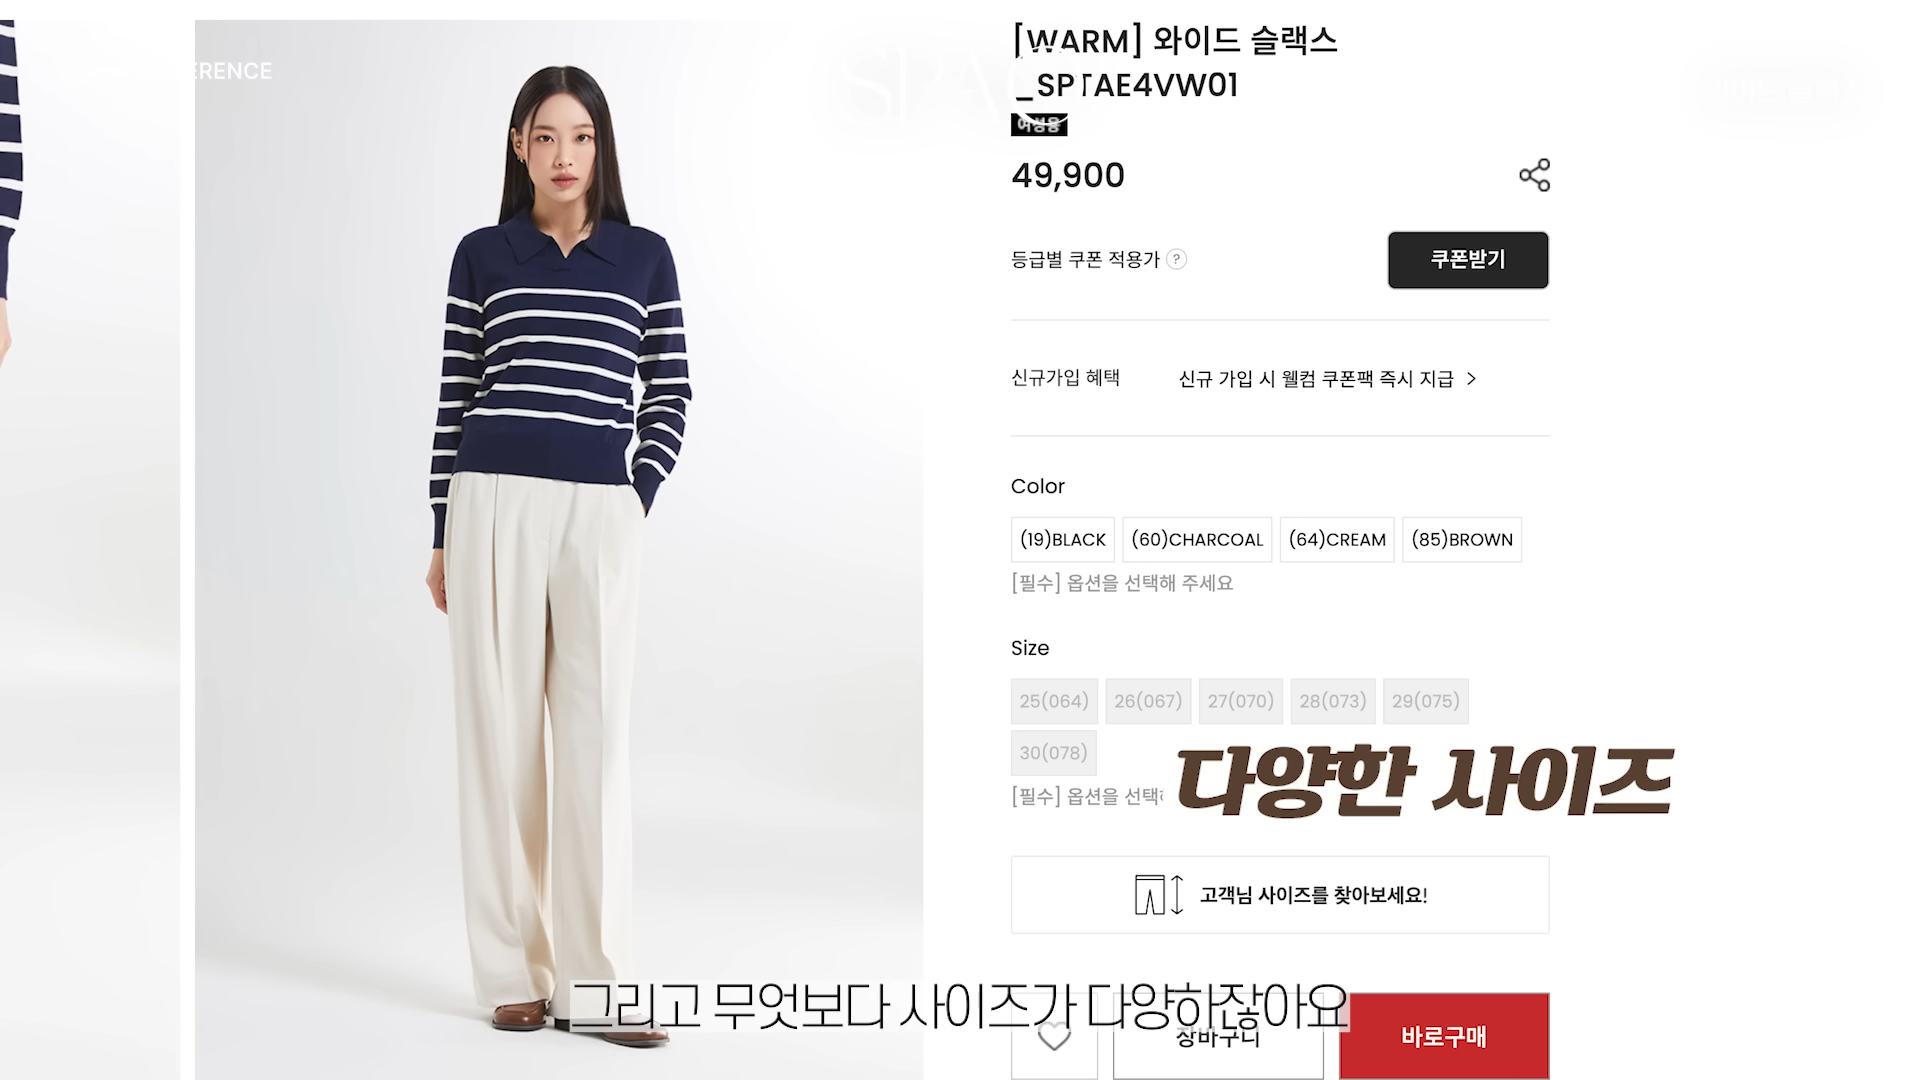 ERENCE
SPA
[WARM] 와이드 슬랙스
_SPTAE4VW01
여성용
49,900
등급별 쿠폰 적용가 ?
쿠폰받기
신규가입 혜택
신규 가입 시 웰컴 쿠폰팩 즉시 지급 >
Color
(19)BLACK (60)CHARCOAL (64)CREAM (85)BROWN
[필수] 옵션을 선택해 주세요
Size
25(064) 26(067) 27(070) 28(073) 29(075)
30(078)
[필수] 옵션을 선택
다양한 사이즈
고객님 사이즈를 찾아보세요!
그리고 무엇보다 사이즈가 다양하잖아요
장바구니
바로구매